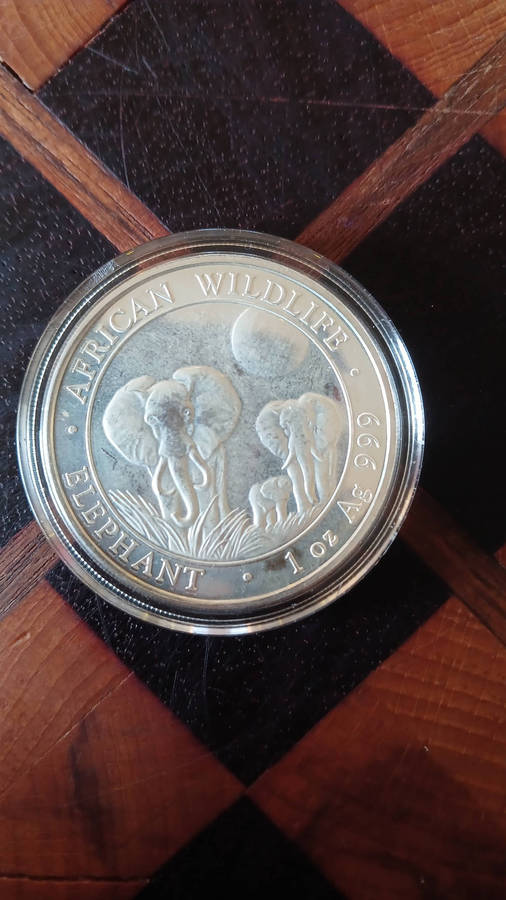 AFRICAN WILDLIFE
ELEPHANT
1 oz Ag 999